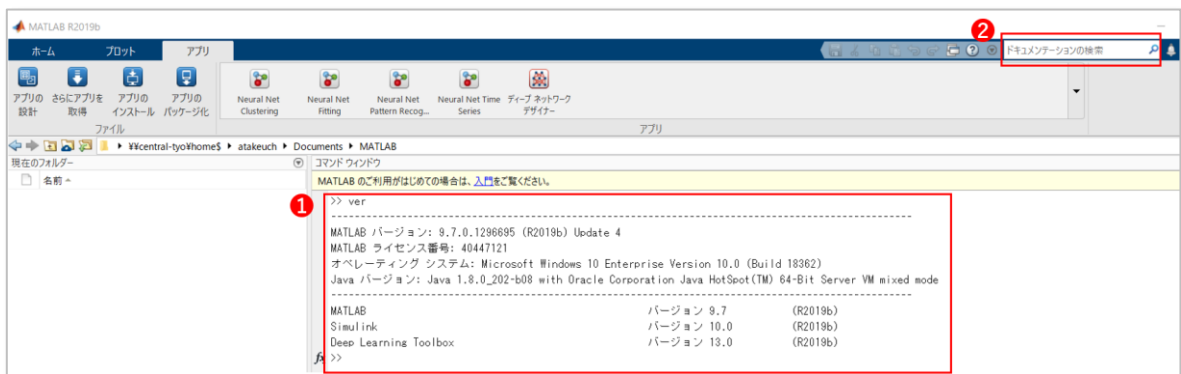 MATLAB R2019b
ホーム プロット アプリ
2
ドキュメンテーションの検索
アプリの設計
さらにアプリを取得
アプリのインストール
アプリのパッケージ化
Neural Net Clustering
Neural Net Fitting
Neural Net Pattern Recog...
Neural Net Time Series
ディープ ネットワーク デザイナー
ファイル
アプリ
¥¥central-tyo¥home$ ▸ atakeuch ▸ Documents ▸ MATLAB
現在のフォルダー
コマンド ウィンドウ
名前
MATLAB のご利用がはじめての場合は、入門をご覧ください。
1
>> ver
-----------------------------------------------------------------------------------------------------
MATLAB バージョン: 9.7.0.1296695 (R2019b) Update 4
MATLAB ライセンス番号: 40447121
オペレーティング システム: Microsoft Windows 10 Enterprise Version 10.0 (Build 18362)
Java バージョン: Java 1.8.0_202-b08 with Oracle Corporation Java HotSpot(TM) 64-Bit Server VM mixed mode
-----------------------------------------------------------------------------------------------------
MATLAB バージョン 9.7 (R2019b)
Simulink バージョン 10.0 (R2019b)
Deep Learning Toolbox バージョン 13.0 (R2019b)
fx >>